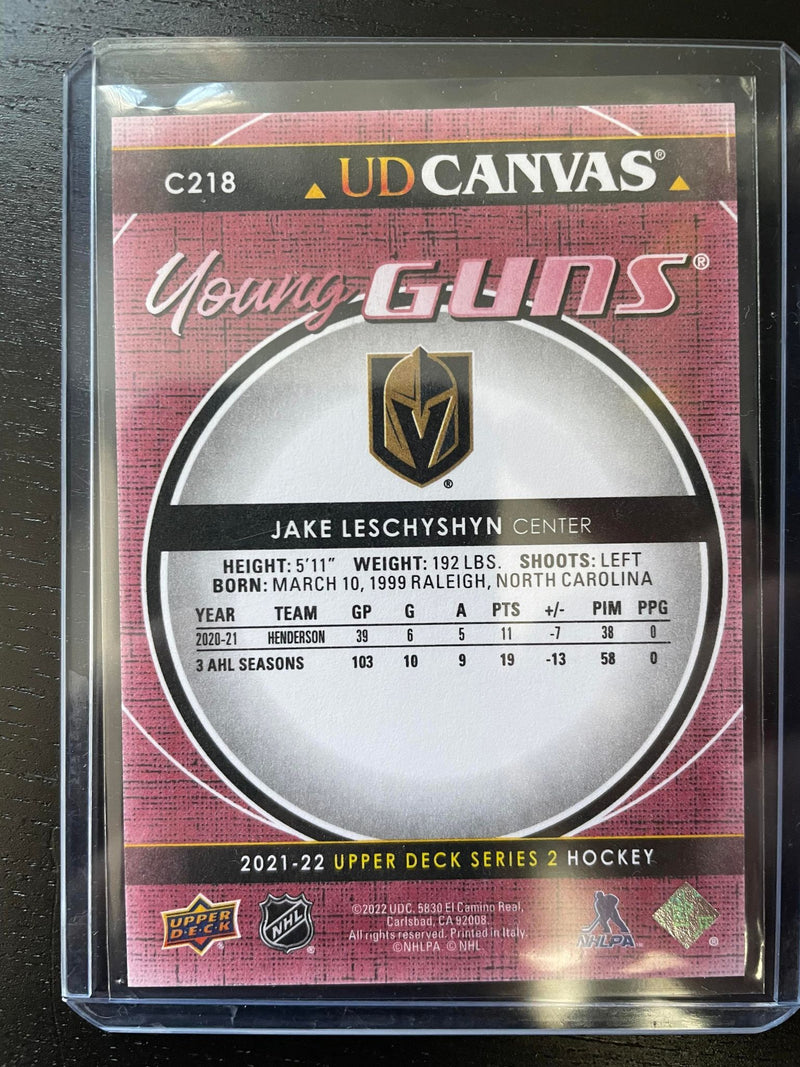 C218 UD CANVAS®
Young GUNS®
®
JAKE LESCHYSHYN CENTER
HEIGHT: 5'11" WEIGHT: 192 LBS. SHOOTS: LEFT
BORN: MARCH 10, 1999 RALEIGH, NORTH CAROLINA
YEAR TEAM GP G A PTS +/- PIM PPG
2020-21 HENDERSON 39 6 5 11 -7 38 0
3 AHL SEASONS 103 10 9 19 -13 58 0
2021-22 UPPER DECK SERIES 2 HOCKEY
UPPER DECK
NHL ®
©2022 UDC. 5830 El Camino Real,
Carlsbad, CA 92008.
All rights reserved. Printed in Italy.
©NHLPA ©NHL
NHLPA
®